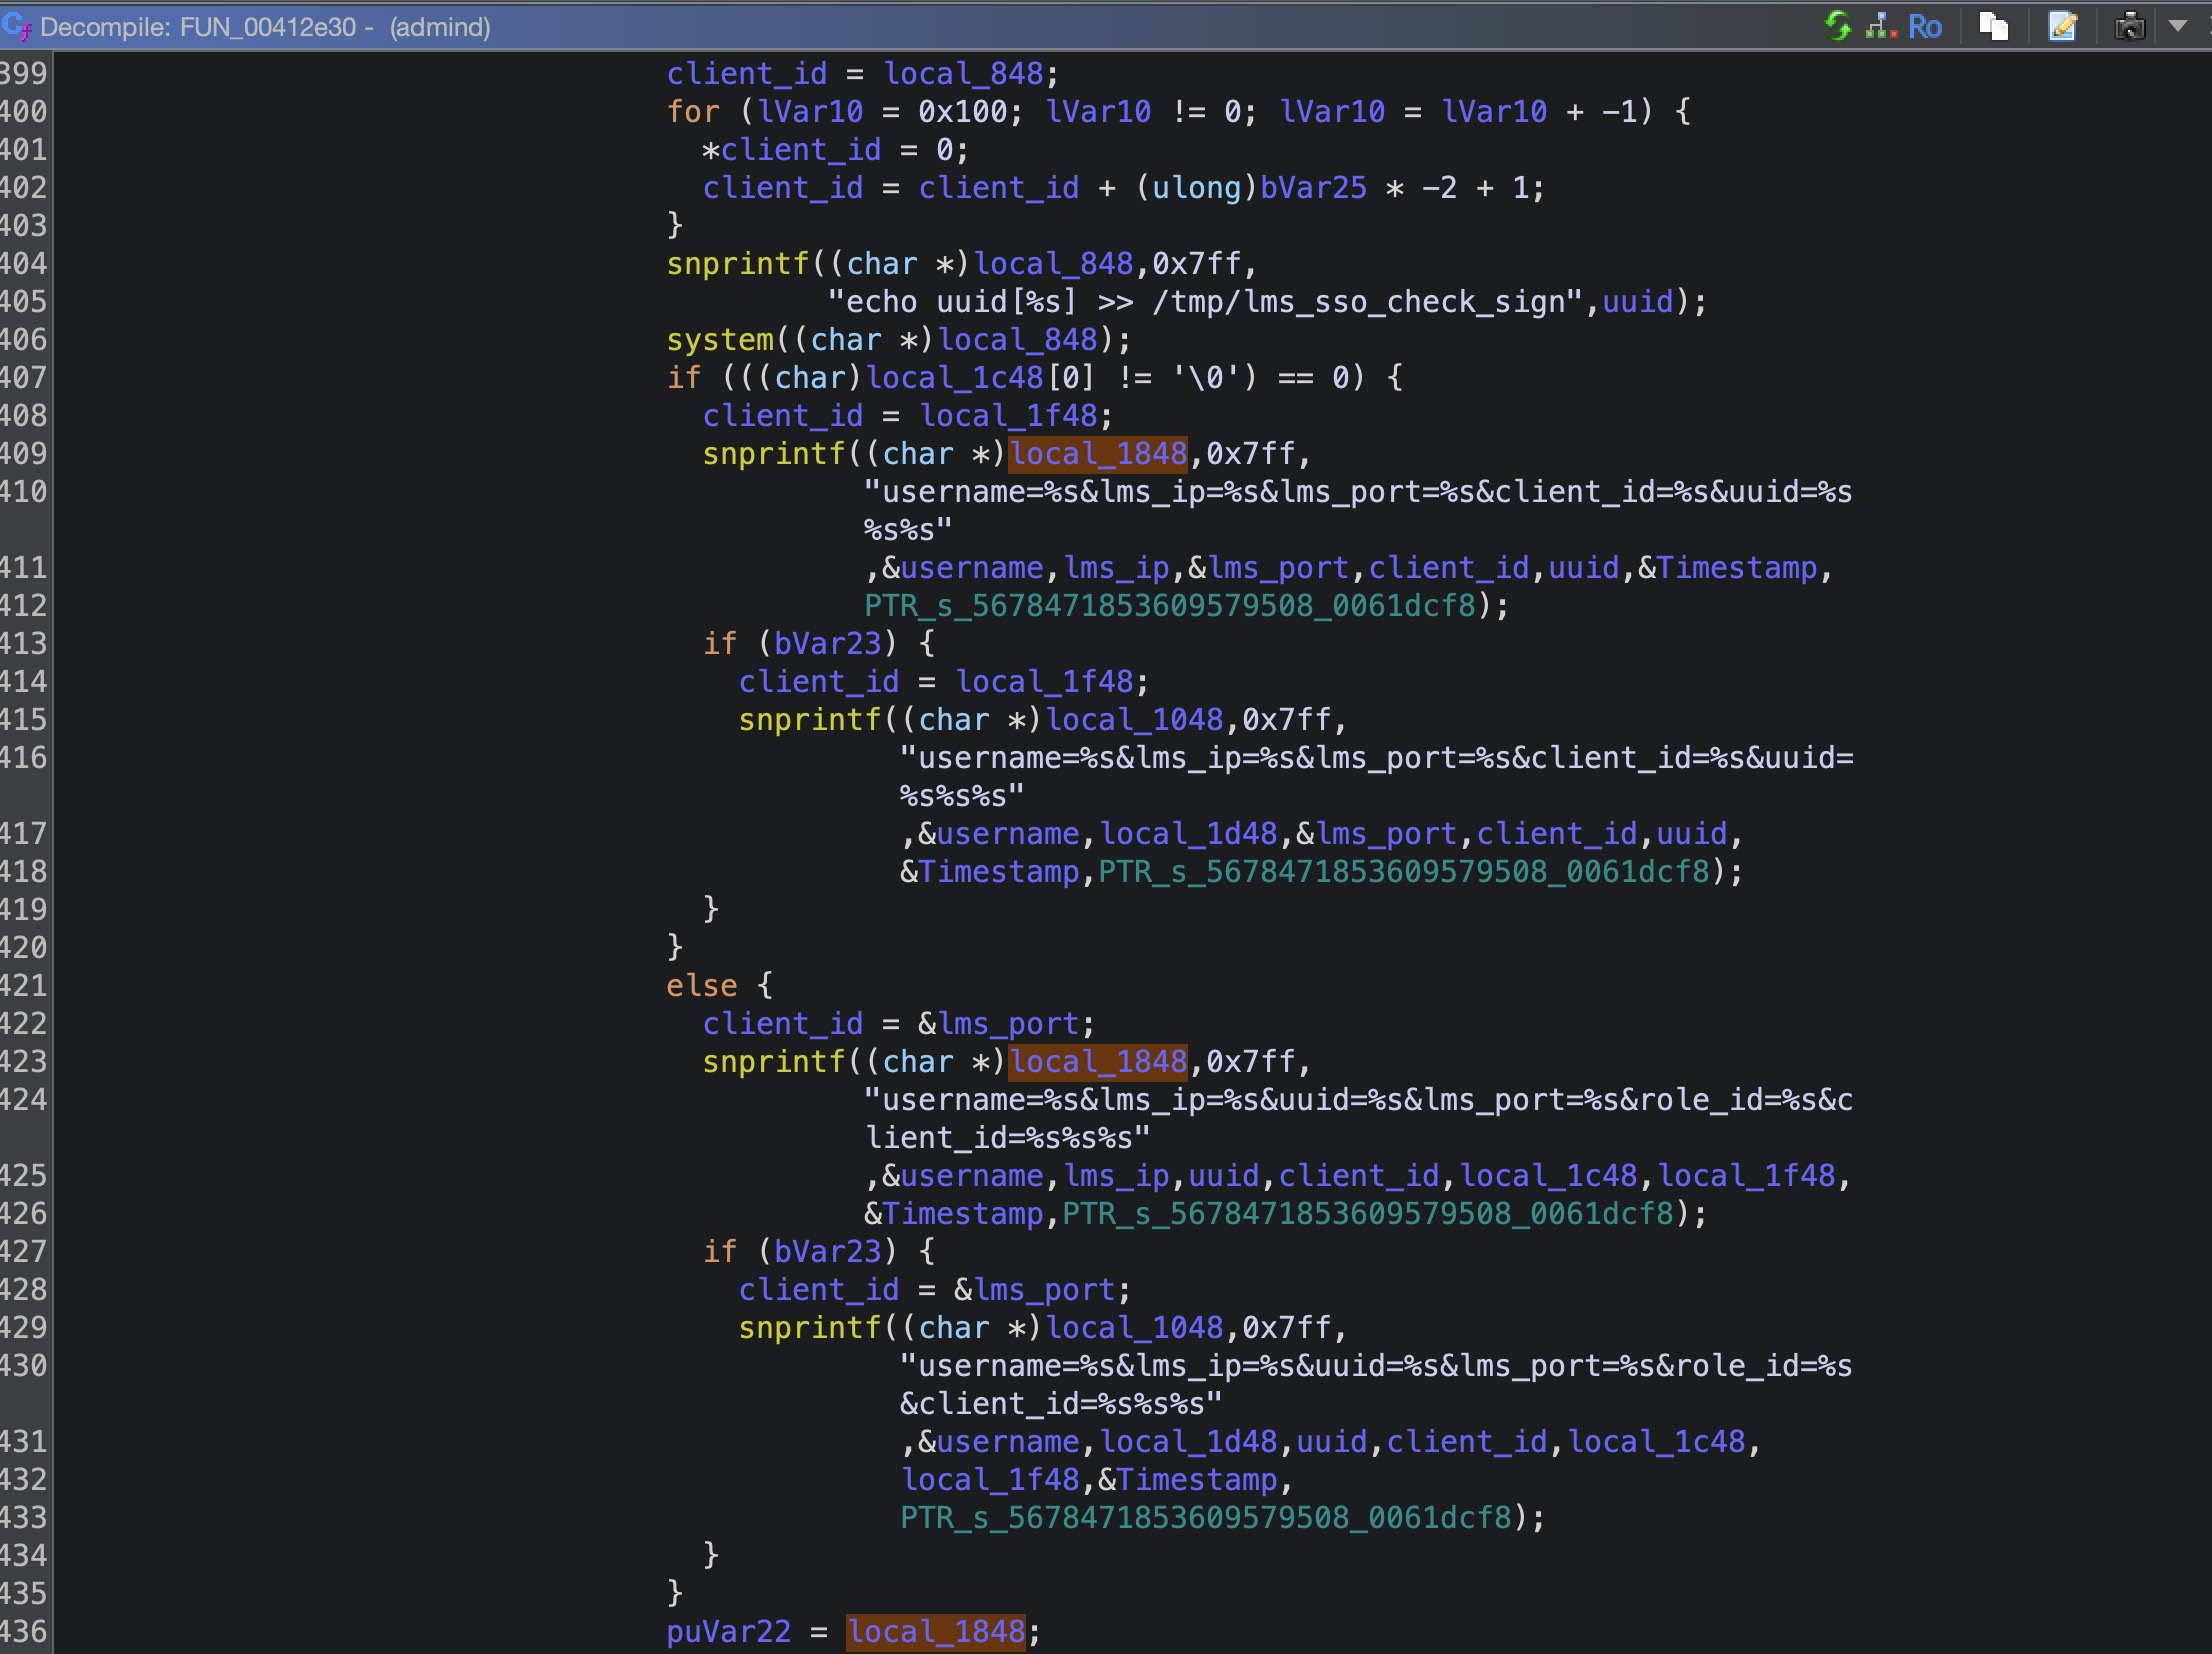 Decompile: FUN_00412e30 - (admind)
Ro
399 client_id = local_848;
400 for (lVar10 = 0x100; lVar10 != 0; lVar10 = lVar10 + -1) {
401 *client_id = 0;
402 client_id = client_id + (ulong)bVar25 * -2 + 1;
403 }
404 snprintf((char *)local_848,0x7ff,
405 "echo uuid[%s] >> /tmp/lms_sso_check_sign",uuid);
406 system((char *)local_848);
407 if (((char)local_1c48[0] != '\0') == 0) {
408 client_id = local_1f48;
409 snprintf((char *)local_1848,0x7ff,
410 "username=%s&lms_ip=%s&lms_port=%s&client_id=%s&uuid=%s
%s%s"
411 ,&username,lms_ip,&lms_port,client_id,uuid,&Timestamp,
412 PTR_s_5678471853609579508_0061dcf8);
413 if (bVar23) {
414 client_id = local_1f48;
415 snprintf((char *)local_1048,0x7ff,
416 "username=%s&lms_ip=%s&lms_port=%s&client_id=%s&uuid=
%s%s%s"
417 ,&username,local_1d48,&lms_port,client_id,uuid,
418 &Timestamp,PTR_s_5678471853609579508_0061dcf8);
419 }
420 }
421 else {
422 client_id = &lms_port;
423 snprintf((char *)local_1848,0x7ff,
424 "username=%s&lms_ip=%s&uuid=%s&lms_port=%s&role_id=%s&c
lient_id=%s%s%s"
425 ,&username,lms_ip,uuid,client_id,local_1c48,local_1f48,
426 &Timestamp,PTR_s_5678471853609579508_0061dcf8);
427 if (bVar23) {
428 client_id = &lms_port;
429 snprintf((char *)local_1048,0x7ff,
430 "username=%s&lms_ip=%s&uuid=%s&lms_port=%s&role_id=%s
&client_id=%s%s%s"
431 ,&username,local_1d48,uuid,client_id,local_1c48,
432 local_1f48,&Timestamp,
433 PTR_s_5678471853609579508_0061dcf8);
434 }
435 }
436 puVar22 = local_1848;